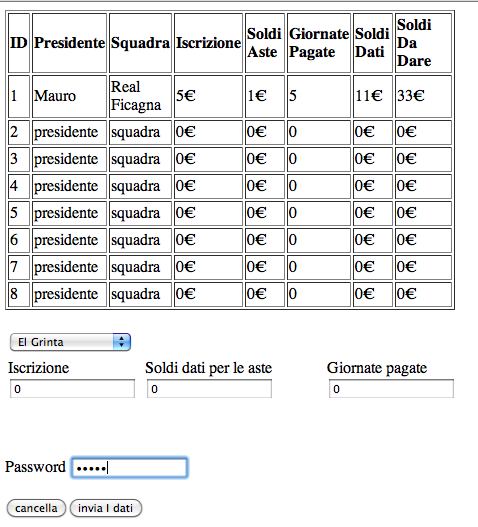 ID Presidente Squadra Iscrizione Soldi Aste Giornate Pagate Soldi Dati Soldi Da Dare
1 Mauro Real Ficagna 5€ 1€ 5 11€ 33€
2 presidente squadra 0€ 0€ 0 0€ 0€
3 presidente squadra 0€ 0€ 0 0€ 0€
4 presidente squadra 0€ 0€ 0 0€ 0€
5 presidente squadra 0€ 0€ 0 0€ 0€
6 presidente squadra 0€ 0€ 0 0€ 0€
7 presidente squadra 0€ 0€ 0 0€ 0€
8 presidente squadra 0€ 0€ 0 0€ 0€
El Grinta
Iscrizione Soldi dati per le aste Giornate pagate
0 0 0
Password •••••
cancella invia I dati